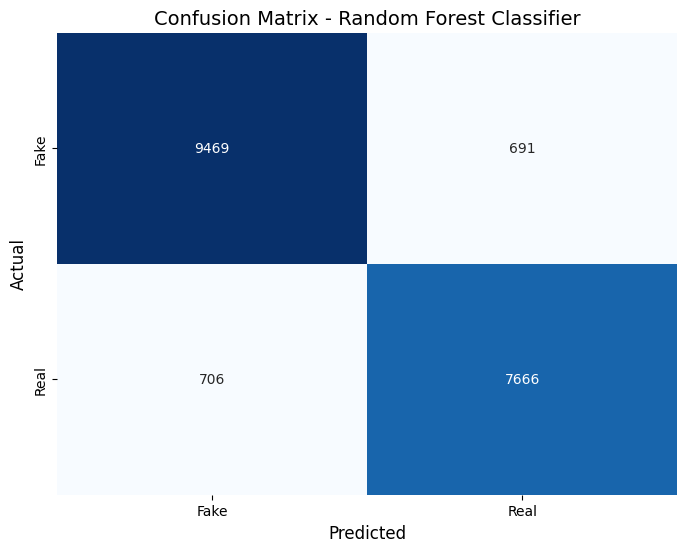 Confusion Matrix - Random Forest Classifier
Actual
Fake
9469 691
Real
706 7666
Fake Real
Predicted